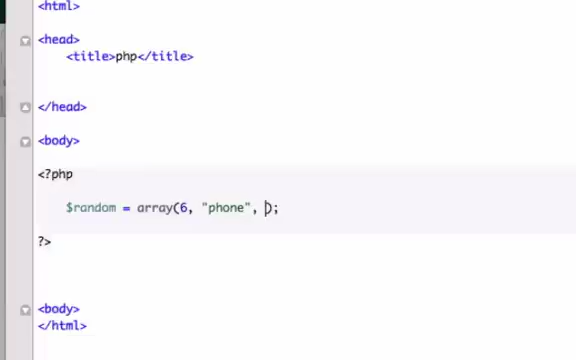 <html>
<head>
<title>php</title>
</head>
<body>
<?php
$random = array(6, "phone", );
?>
<body>
</html>